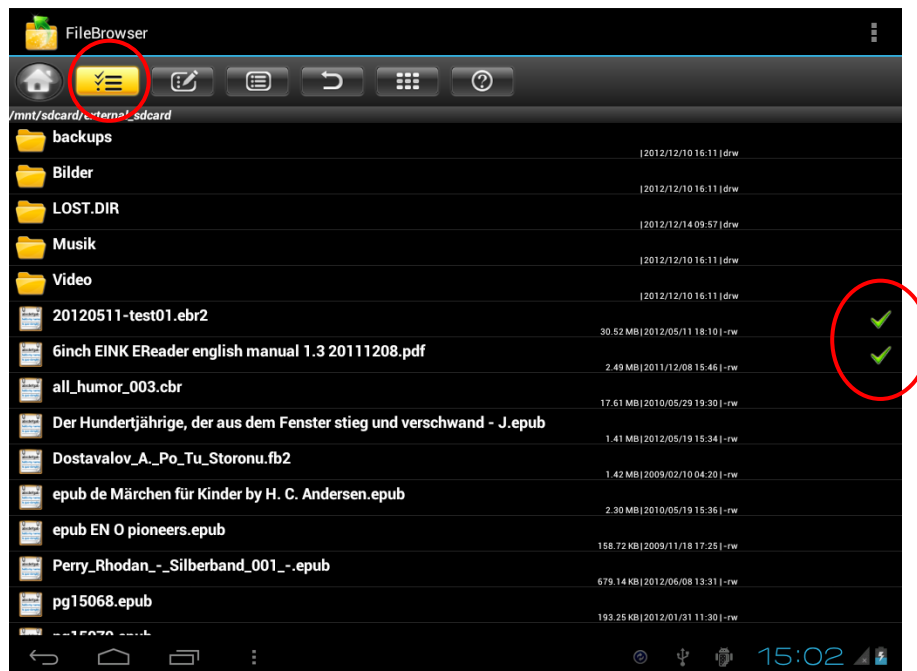 FileBrowser
/mnt/sdcard/external_sdcard
backups
|2012/12/10 16:11|drw
Bilder
|2012/12/10 16:11|drw
LOST.DIR
|2012/12/14 09:57|drw
Musik
|2012/12/10 16:11|drw
Video
|2012/12/10 16:11|drw
20120511-test01.ebr2
30.52 MB|2012/05/11 18:10|-rw
6inch EINK EReader english manual 1.3 20111208.pdf
2.49 MB|2011/12/08 15:46|-rw
all_humor_003.cbr
17.61 MB|2010/05/29 19:30|-rw
Der Hundertjährige, der aus dem Fenster stieg und verschwand - J.epub
1.41 MB|2012/05/19 15:34|-rw
Dostavalov_A._Po_Tu_Storonu.fb2
1.42 MB|2009/02/10 04:20|-rw
epub de Märchen für Kinder by H. C. Andersen.epub
2.30 MB|2010/05/19 15:36|-rw
epub EN O pioneers.epub
158.72 KB|2009/11/18 17:25|-rw
Perry_Rhodan_-_Silberband_001_-.epub
679.14 KB|2012/06/08 13:31|-rw
pg15068.epub
193.25 KB|2012/01/31 11:30|-rw
15:02